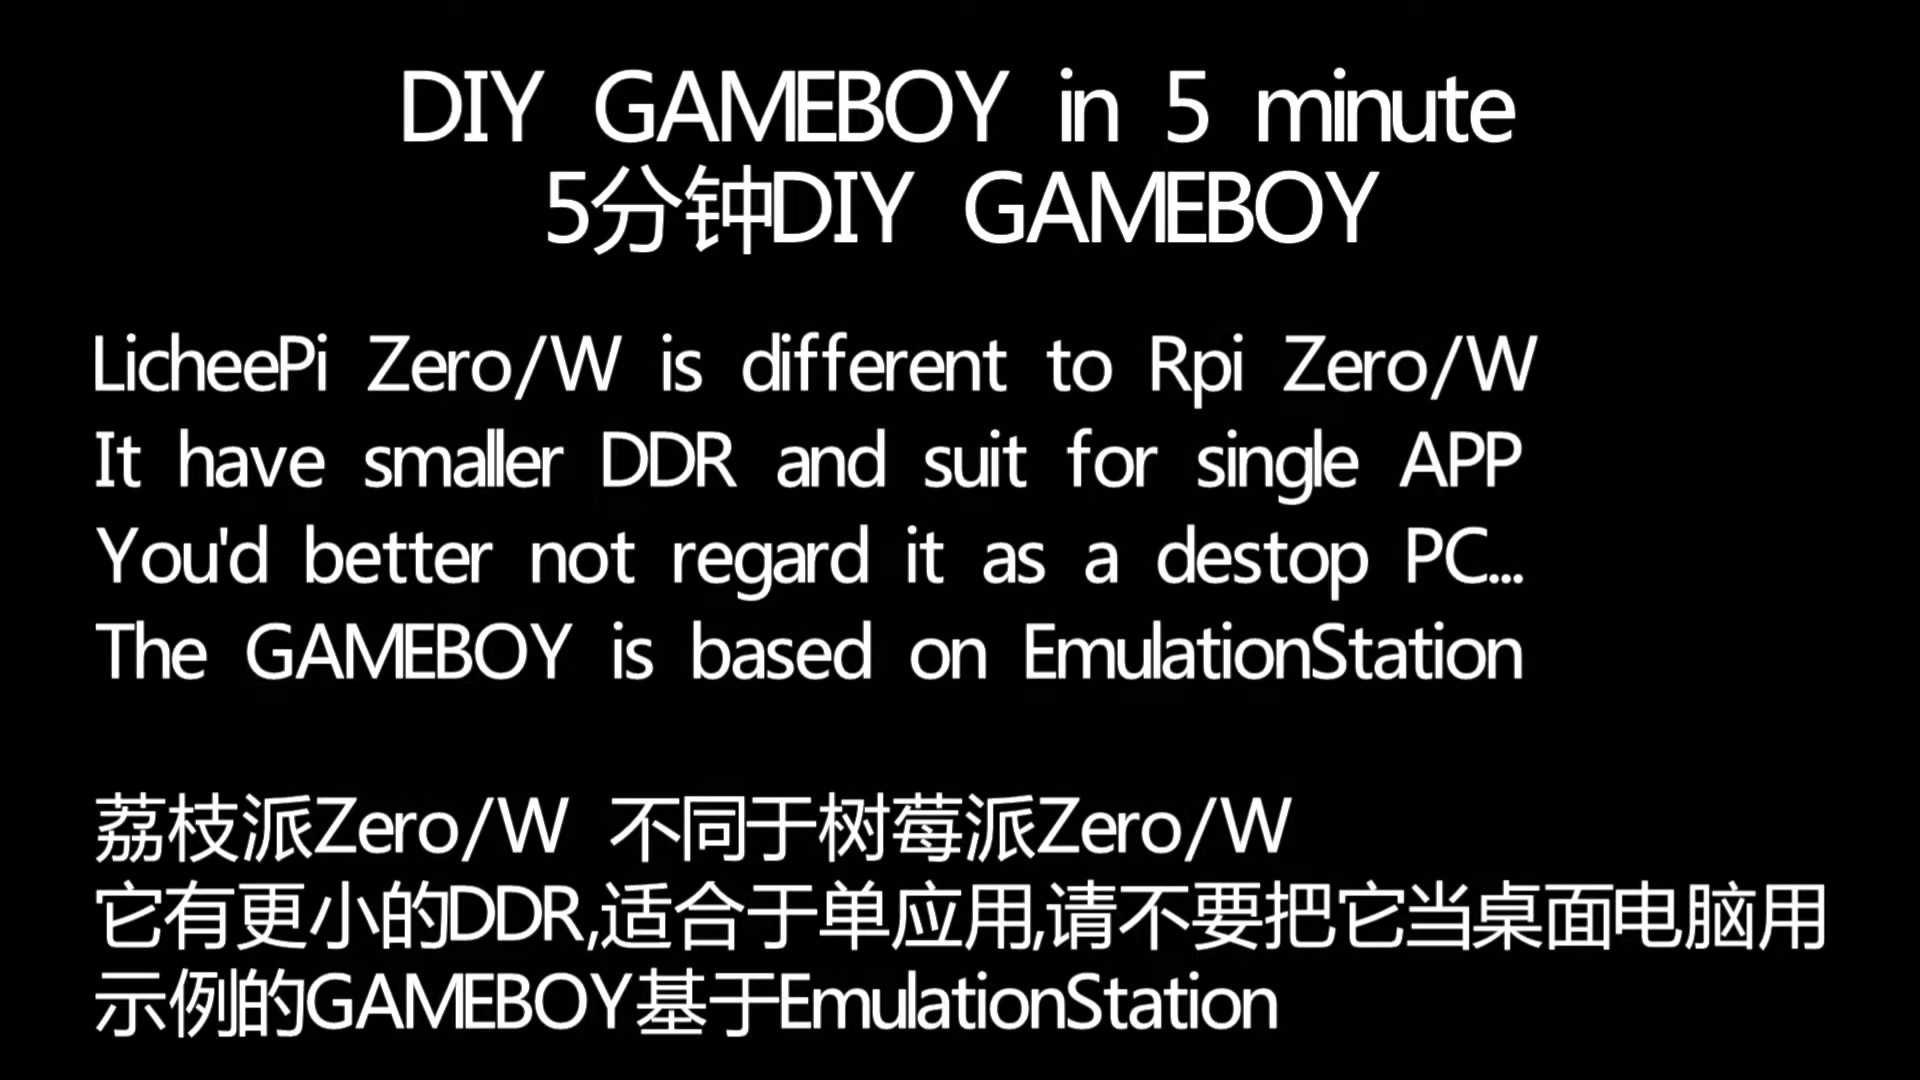 DIY GAMEBOY in 5 minute
5分钟DIY GAMEBOY
LicheePi Zero/W is different to Rpi Zero/W
It have smaller DDR and suit for single APP
You'd better not regard it as a destop PC...
The GAMEBOY is based on EmulationStation
荔枝派Zero/W 不同于树莓派Zero/W
它有更小的DDR,适合于单应用,请不要把它当桌面电脑用
示例的GAMEBOY基于EmulationStation